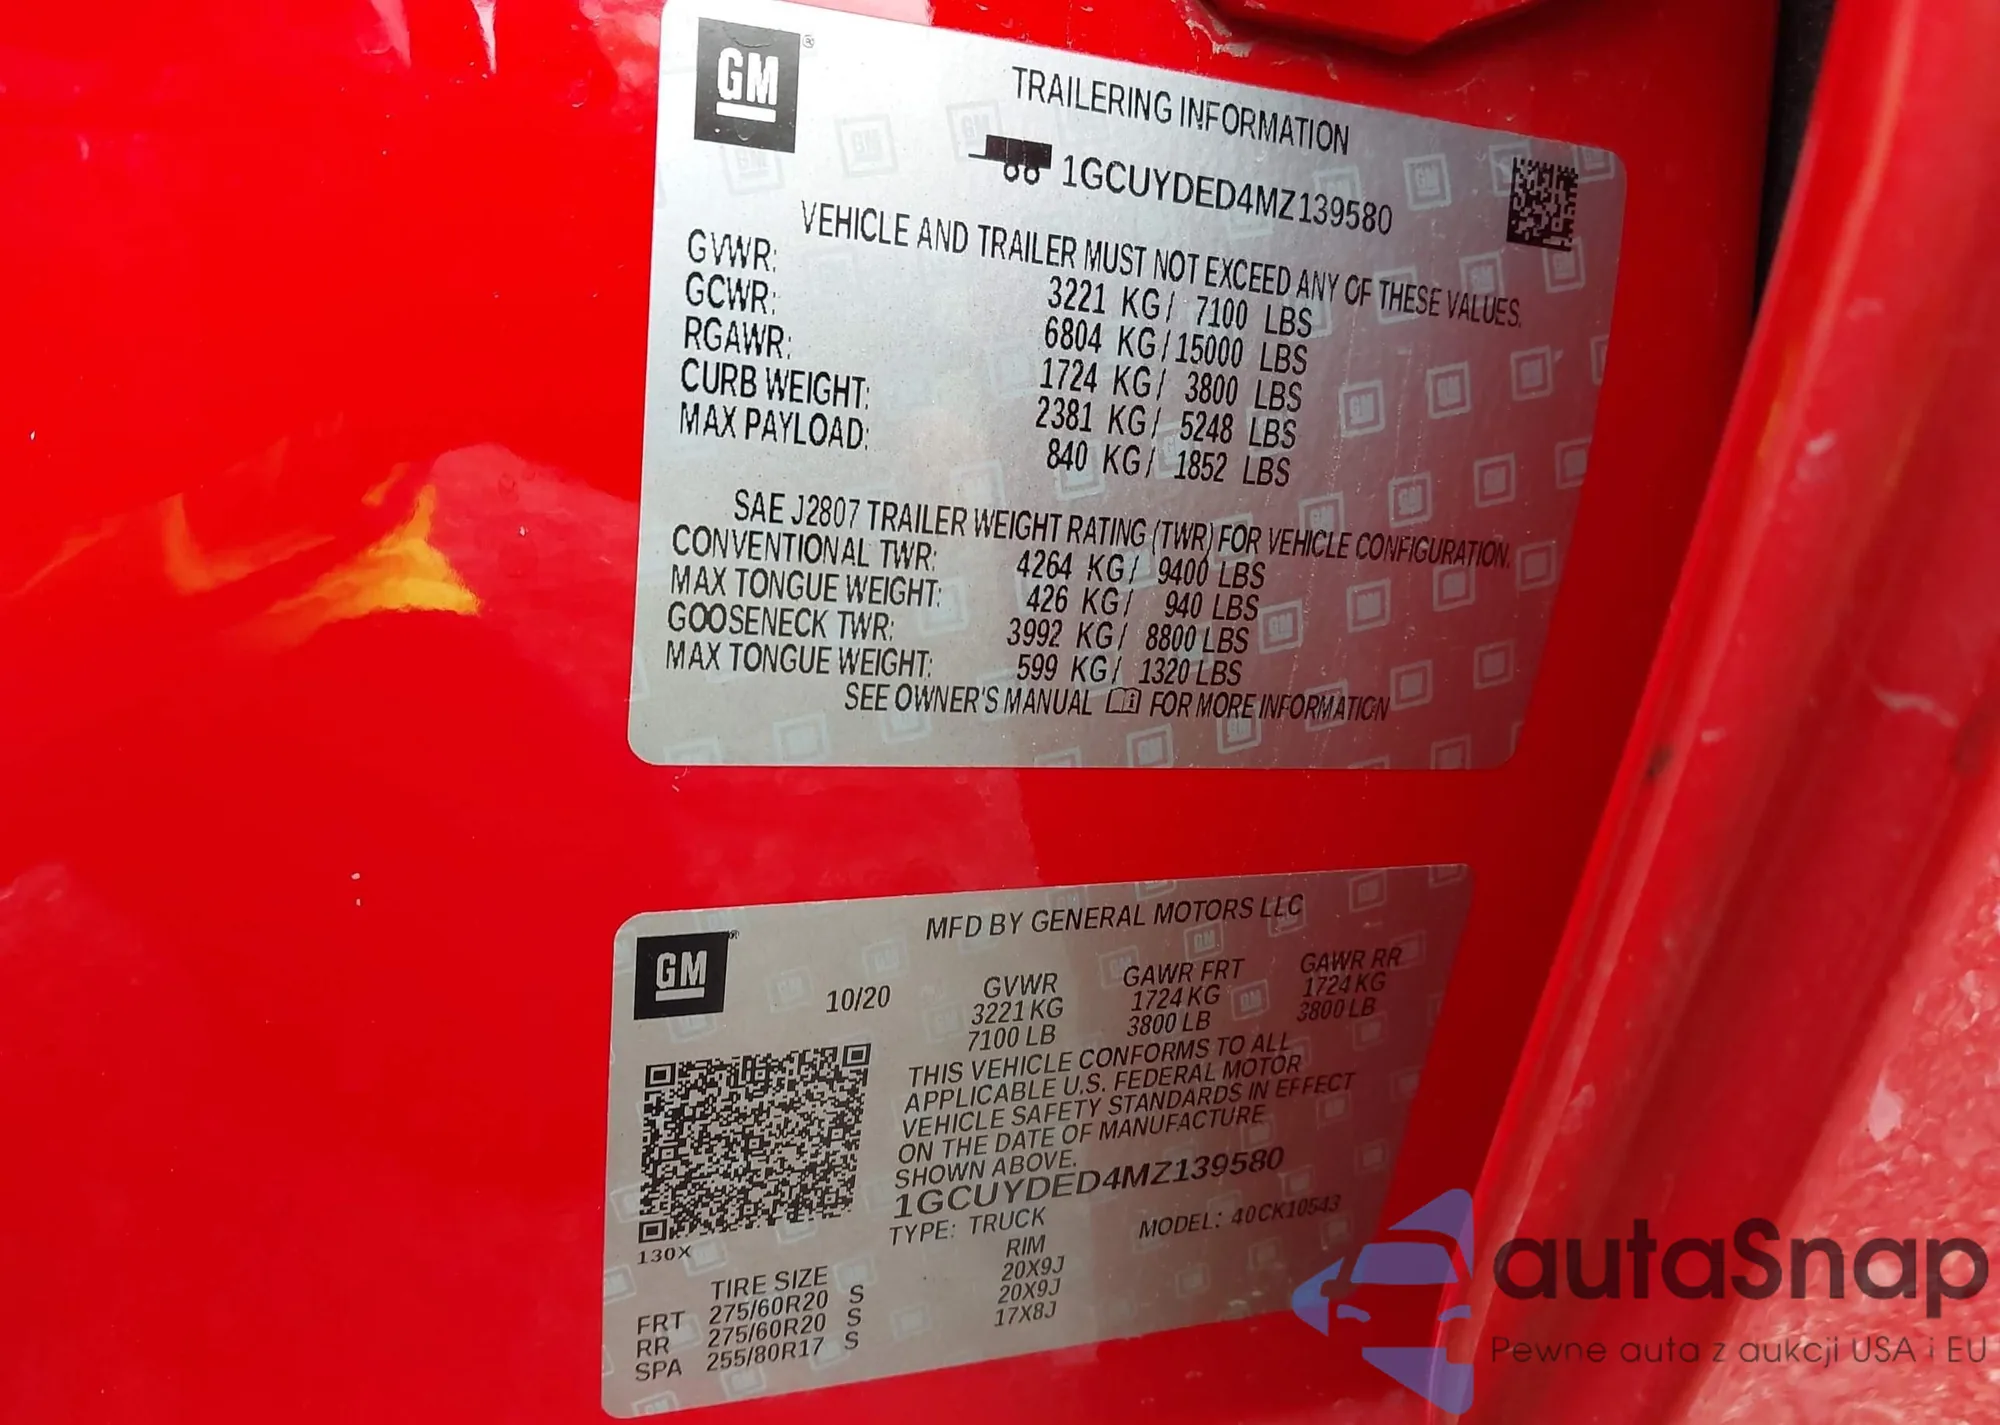 GM
TRAILERING INFORMATION
1GCUYDED4MZ139580
VEHICLE AND TRAILER MUST NOT EXCEED ANY OF THESE VALUES.
GVWR: 3221 KG/ 7100 LBS
GCWR: 6804 KG/15000 LBS
RGAWR: 1724 KG/ 3800 LBS
CURB WEIGHT: 2381 KG/ 5248 LBS
MAX PAYLOAD: 840 KG/ 1852 LBS
SAE J2807 TRAILER WEIGHT RATING (TWR) FOR VEHICLE CONFIGURATION.
CONVENTIONAL TWR: 4264 KG/ 9400 LBS
MAX TONGUE WEIGHT: 426 KG/ 940 LBS
GOOSENECK TWR: 3992 KG/ 8800 LBS
MAX TONGUE WEIGHT: 599 KG/ 1320 LBS
SEE OWNER'S MANUAL FOR MORE INFORMATION
GM
MFD BY GENERAL MOTORS LLC
10/20 GVWR GAWR FRT GAWR RR
3221 KG 1724 KG 1724 KG
7100 LB 3800 LB 3800 LB
THIS VEHICLE CONFORMS TO ALL
APPLICABLE U.S. FEDERAL MOTOR
VEHICLE SAFETY STANDARDS IN EFFECT
ON THE DATE OF MANUFACTURE
SHOWN ABOVE.
1GCUYDED4MZ139580
TYPE: TRUCK MODEL: 40CK10543
130X
TIRE SIZE RIM
FRT 275/60R20 S 20X9J
RR 275/60R20 S 20X9J
SPA 255/80R17 S 17X8J
autaSnap
Pewne auta z aukcji USA i EU